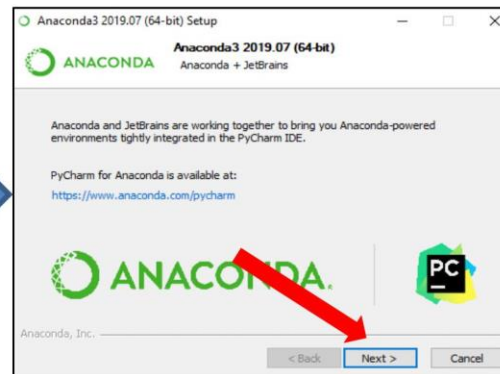 Anaconda3 2019.07 (64-bit) Setup
Anaconda3 2019.07 (64-bit)
ANACONDA
Anaconda + JetBrains
Anaconda and JetBrains are working together to bring you Anaconda-powered
environments tightly integrated in the PyCharm IDE.
PyCharm for Anaconda is available at:
https://www.anaconda.com/pycharm
ANACONDA.
PC
Anaconda, Inc.
< Back Next > Cancel